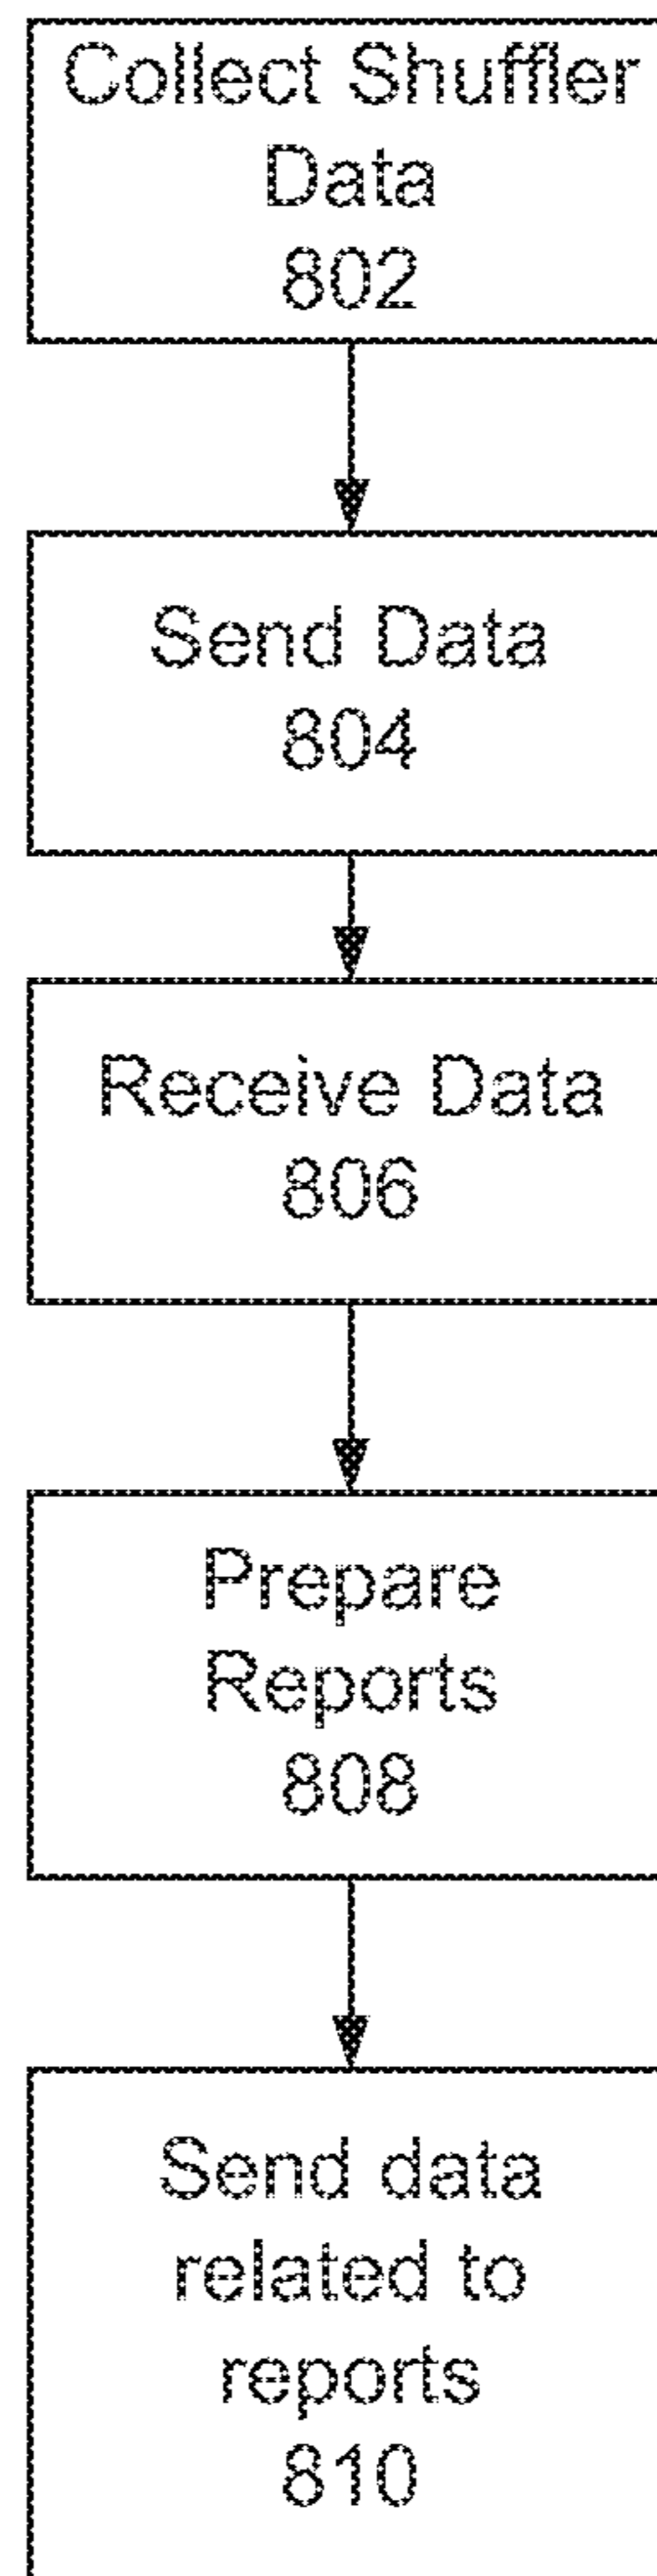 Collect Shuffler
Data
802
Send Data
804
Receive Data
806
Prepare
Reports
808
Send data
related to
reports
810